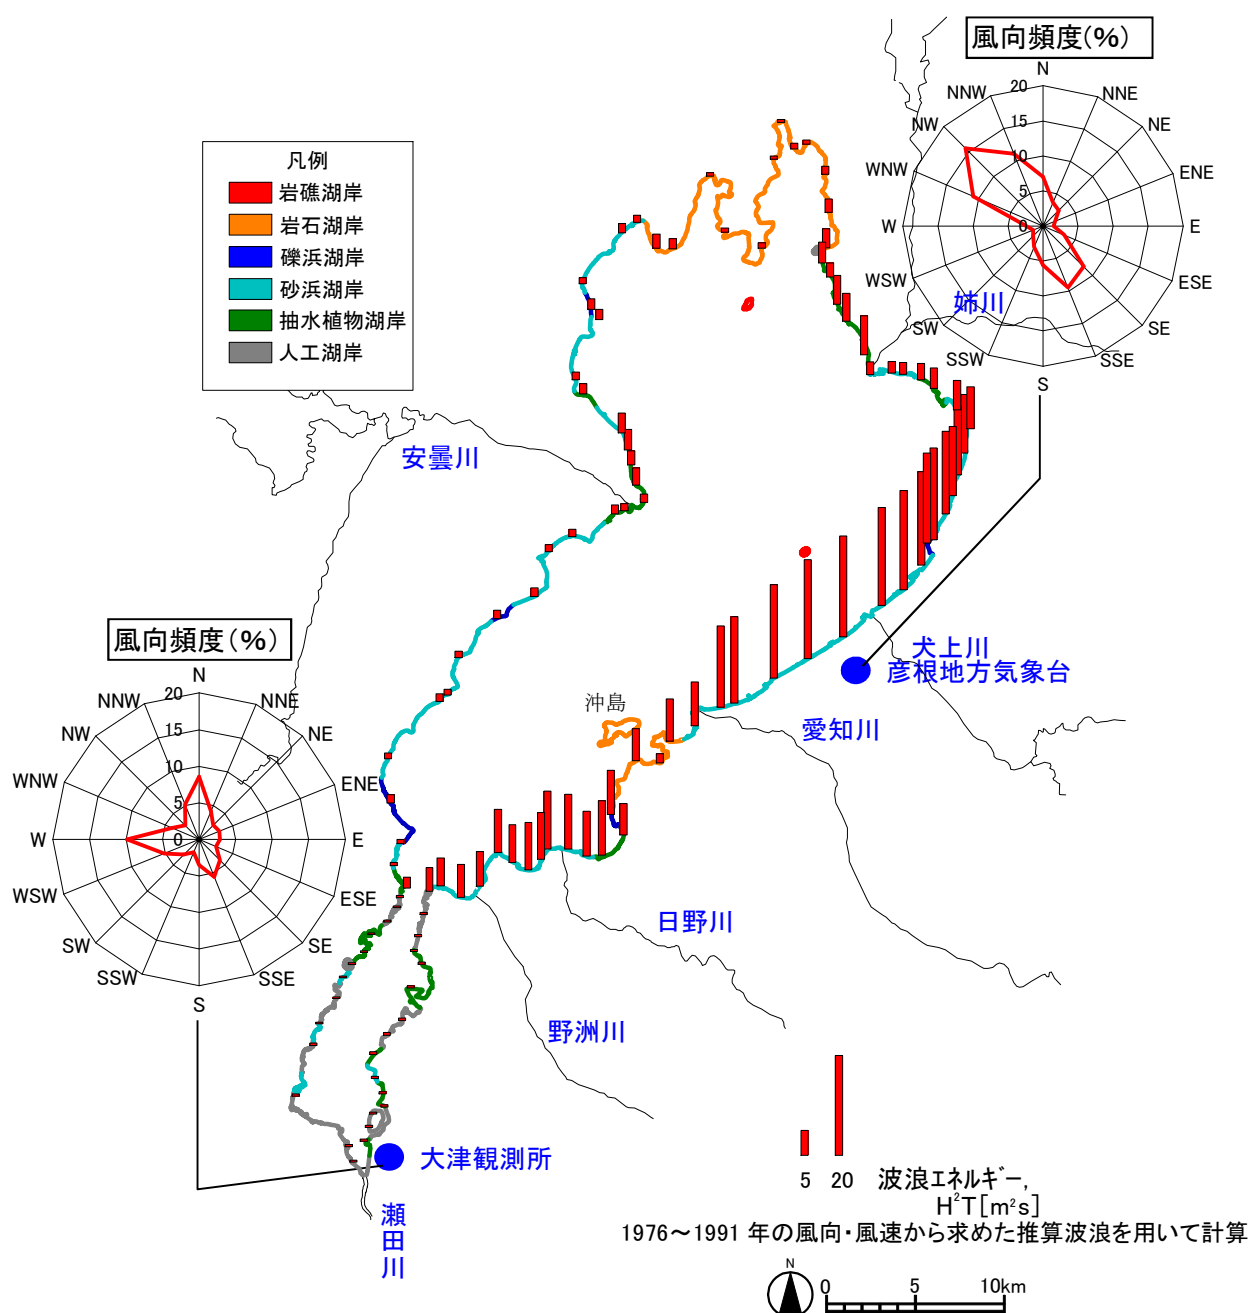 風向頻度(%)
N
NNE
NE
ENE
E
ESE
SE
SSE
S
SSW
SW
WSW
W
WNW
NW
NNW
20
15
10
5
0
凡例
岩礁湖岸
岩石湖岸
礫浜湖岸
砂浜湖岸
抽水植物湖岸
人工湖岸
姉川
安曇川
犬上川
彦根地方気象台
沖島
愛知川
風向頻度(%)
N
NNE
NE
ENE
E
ESE
SE
SSE
S
SSW
SW
WSW
W
WNW
NW
NNW
20
15
10
5
0
日野川
野洲川
大津観測所
瀬田川
5 20 波浪エネルギー,
H²T[m²s]
1976～1991 年の風向・風速から求めた推算波浪を用いて計算
N
0 5 10km